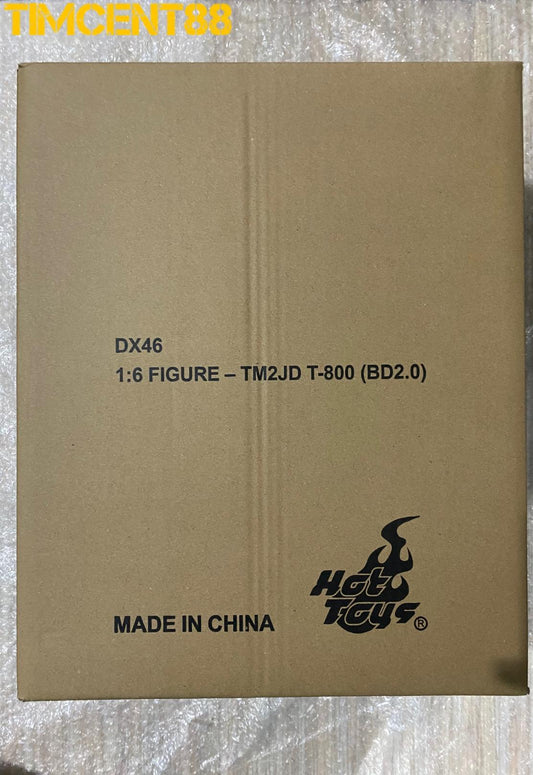 TIMCENT88
DX46
1:6 FIGURE – TM2JD T-800 (BD2.0)
Hot
Toys®
MADE IN CHINA